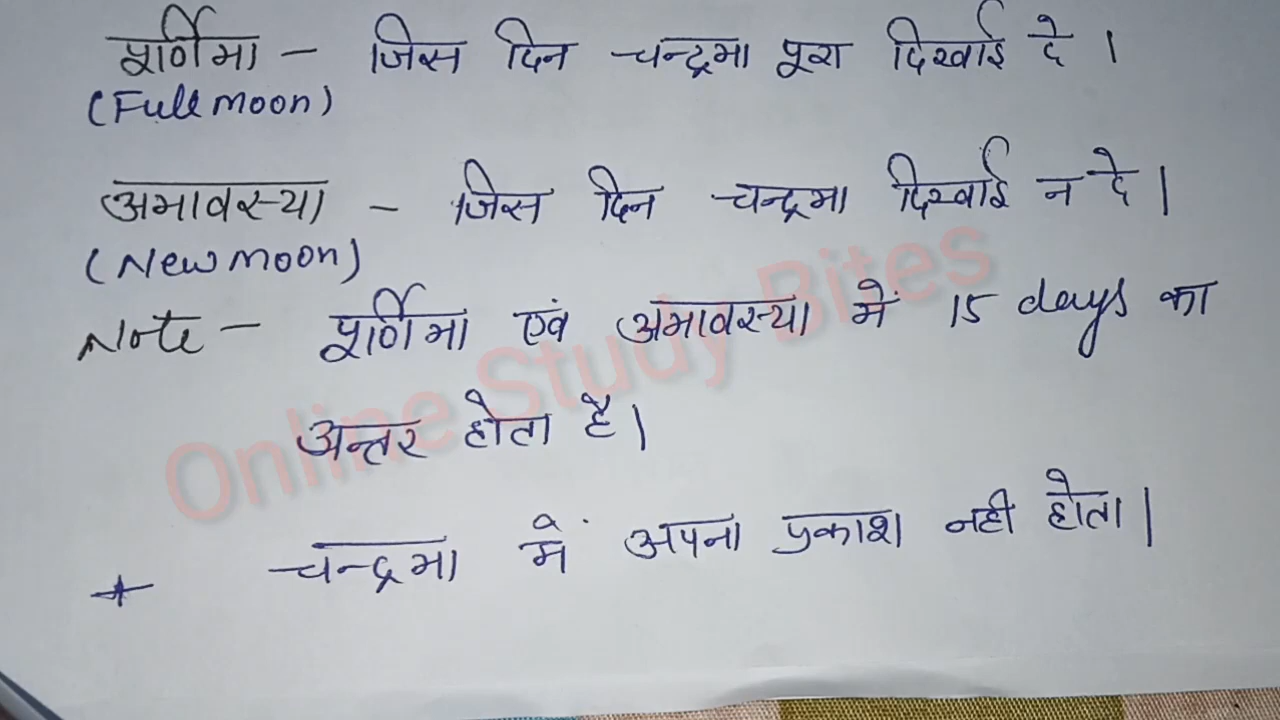 पूर्णिमा – जिस दिन चन्द्रमा पूरा दिखाई दे ।
(Full moon)
अमावस्या – जिस दिन चन्द्रमा दिखाई न दे ।
(New moon)
Note – पूर्णिमा एवं अमावस्या में 15 days का
अन्तर होता है ।
चन्द्रमा में अपना प्रकाश नही होता ।
Online Study Bites